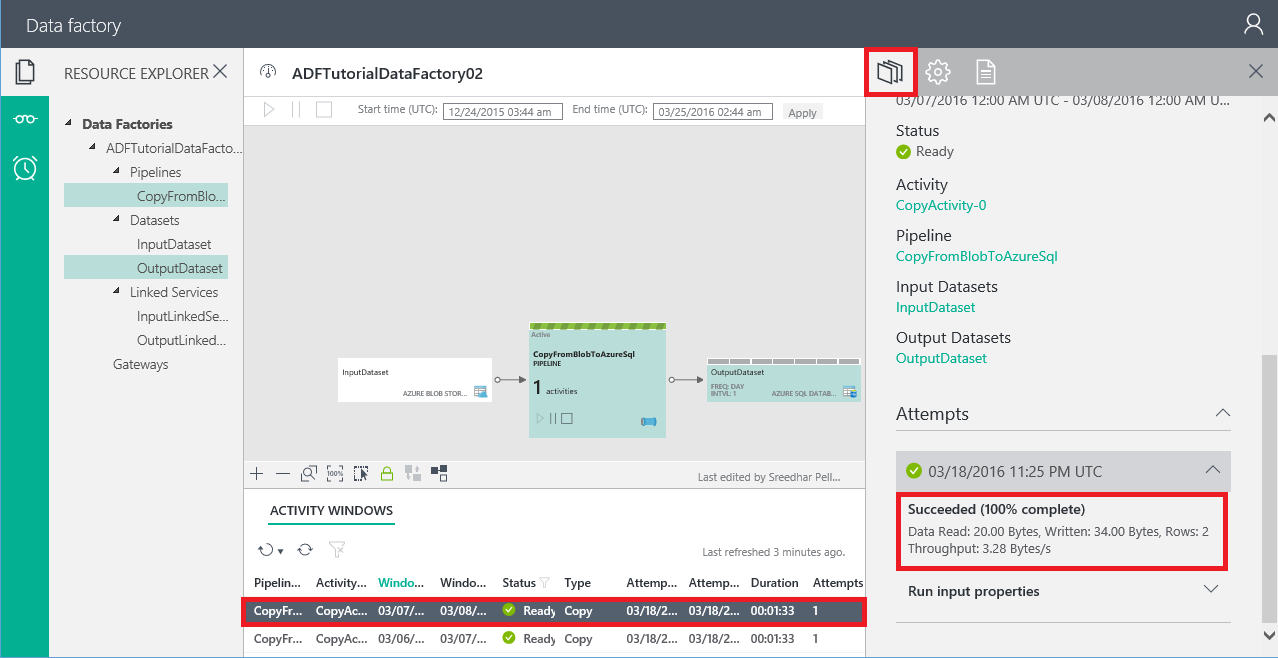 Data factory
RESOURCE EXPLORER
Data Factories
ADFTutorialDataFacto...
Pipelines
CopyFromBlo...
Datasets
InputDataset
OutputDataset
Linked Services
InputLinkedSe...
OutputLinked...
Gateways
ADFTutorialDataFactory02
Start time (UTC): 12/24/2015 03:44 am End time (UTC): 03/25/2016 02:44 am Apply
InputDataset
AZURE BLOB STOR...
Active
CopyFromBlobToAzureSql
PIPELINE
1 activities
OutputDataset
FREQ: DAY
INTVL: 1 AZURE SQL DATAB...
100%
Last edited by Sreedhar Pell...
ACTIVITY WINDOWS
Last refreshed 3 minutes ago.
Pipelin... Activity... Windo... Windo... Status Type Attemp... Attemp... Duration Attempts
CopyFr... CopyAc... 03/07/... 03/08/... Ready Copy 03/18/2... 03/18/2... 00:01:33 1
CopyFr... CopyAc... 03/06/... 03/07/... Ready Copy 03/18/2... 03/18/2... 00:01:33 1
03/07/2016 12:00 AM UTC - 03/08/2016 12:00 AM U...
Status
Ready
Activity
CopyActivity-0
Pipeline
CopyFromBlobToAzureSql
Input Datasets
InputDataset
Output Datasets
OutputDataset
Attempts
03/18/2016 11:25 PM UTC
Succeeded (100% complete)
Data Read: 20.00 Bytes, Written: 34.00 Bytes, Rows: 2
Throughput: 3.28 Bytes/s
Run input properties